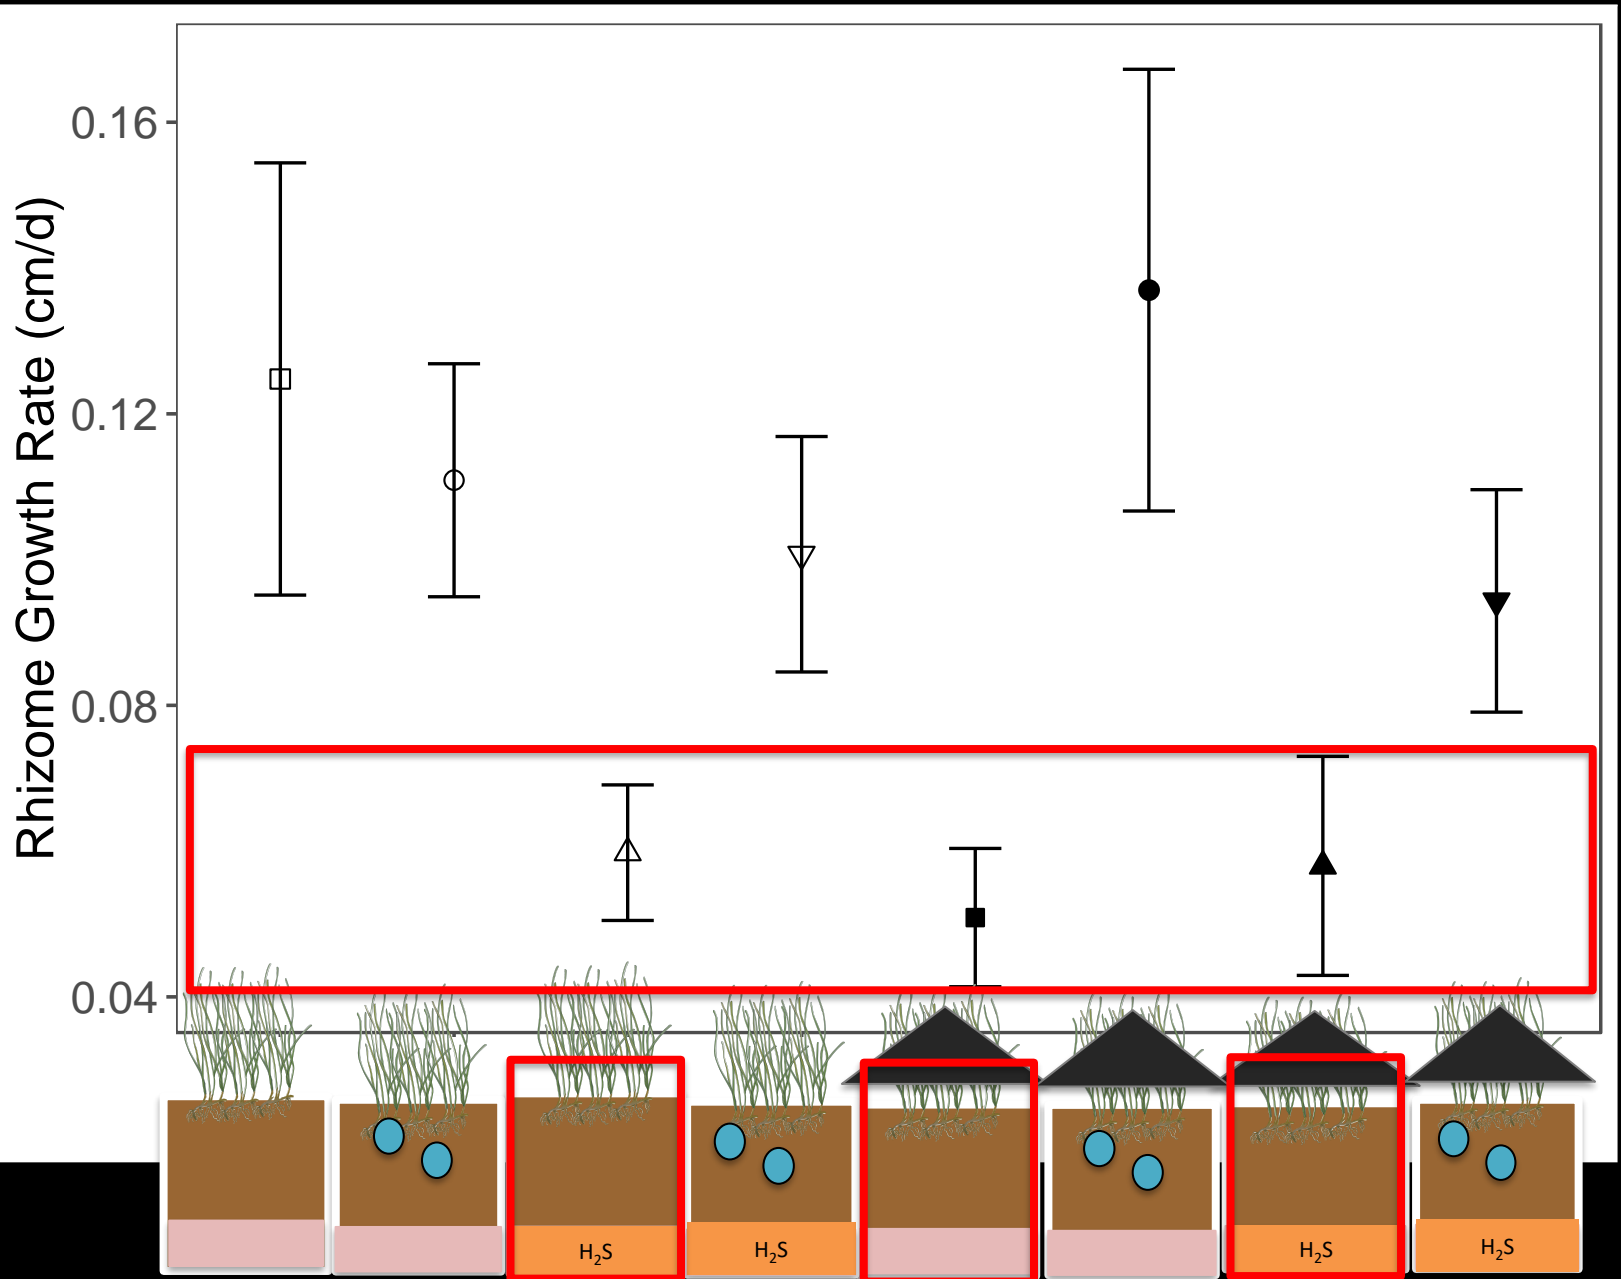 Rhizome Growth Rate (cm/d)
0.16
0.12
0.08
0.04
H₂S
H₂S
H₂S
H₂S